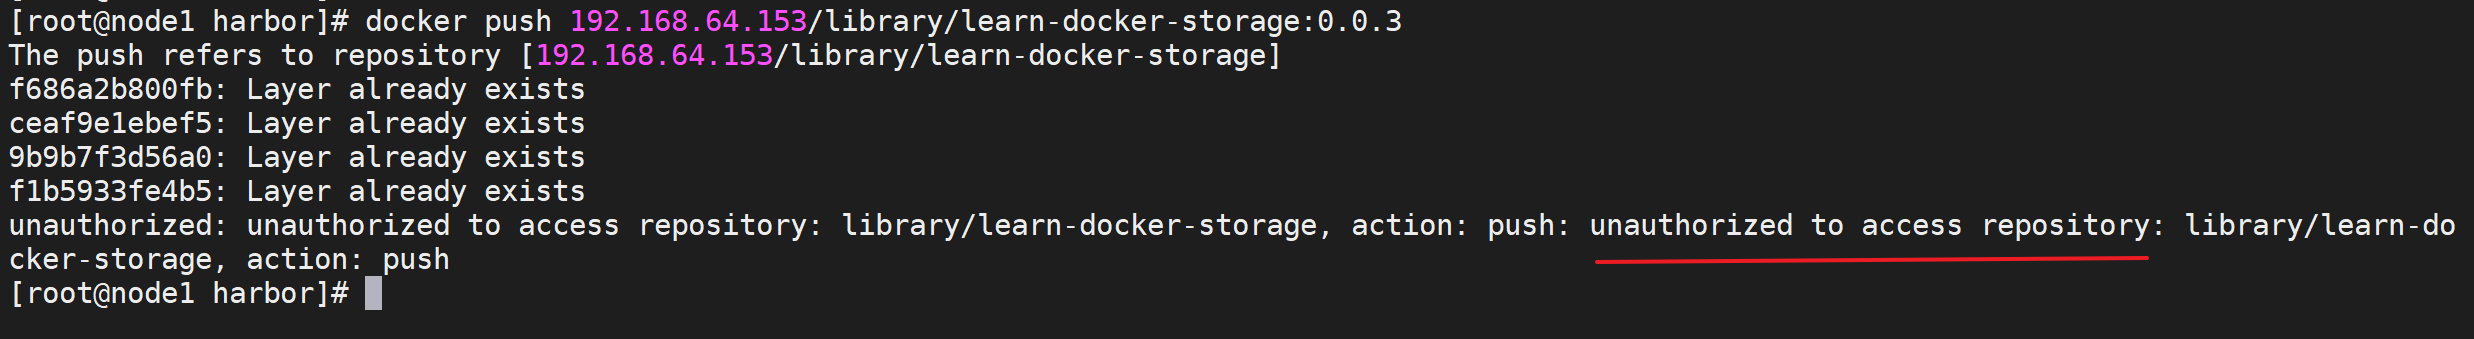 [root@node1 harbor]# docker push 192.168.64.153/library/learn-docker-storage:0.0.3
The push refers to repository [192.168.64.153/library/learn-docker-storage]
f686a2b800fb: Layer already exists
ceaf9e1ebef5: Layer already exists
9b9b7f3d56a0: Layer already exists
f1b5933fe4b5: Layer already exists
unauthorized: unauthorized to access repository: library/learn-docker-storage, action: push: unauthorized to access repository: library/learn-do
cker-storage, action: push
[root@node1 harbor]#